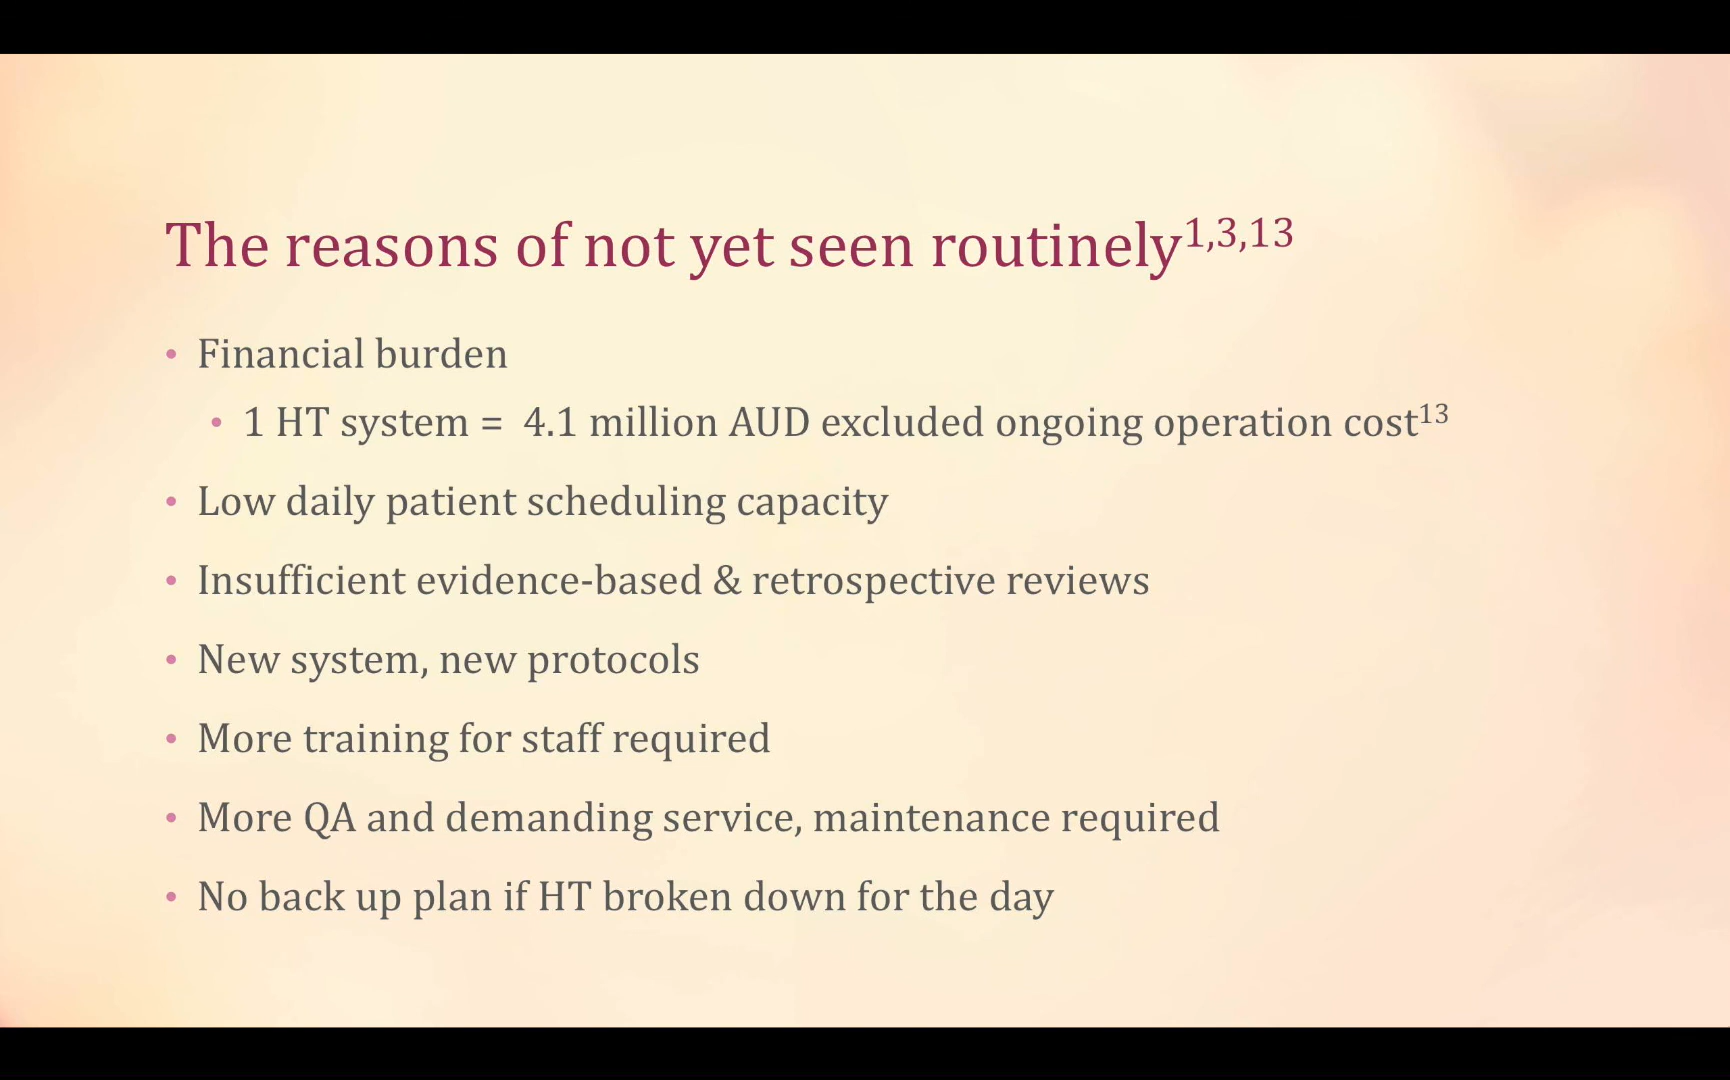 The reasons of not yet seen routinely1,3,13
• Financial burden
• 1 HT system = 4.1 million AUD excluded ongoing operation cost13
• Low daily patient scheduling capacity
• Insufficient evidence-based & retrospective reviews
• New system, new protocols
• More training for staff required
• More QA and demanding service, maintenance required
• No back up plan if HT broken down for the day